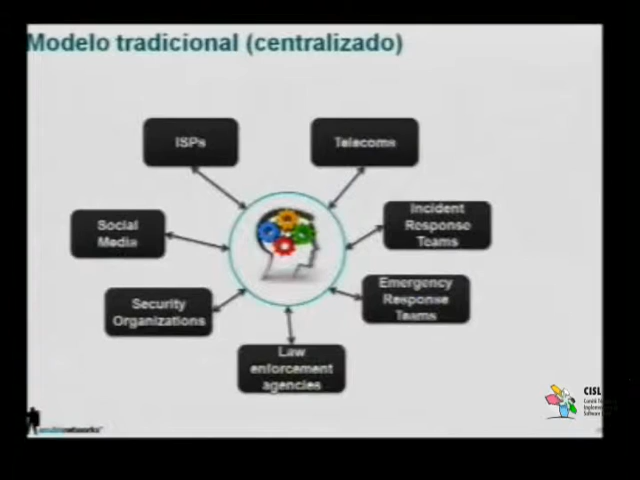 Modelo tradicional (centralizado)
ISPs
Telecoms
Incident
Response
Teams
Social
Media
Emergency
Response
Teams
Security
Organizations
Law
enforcement
agencies
CISL